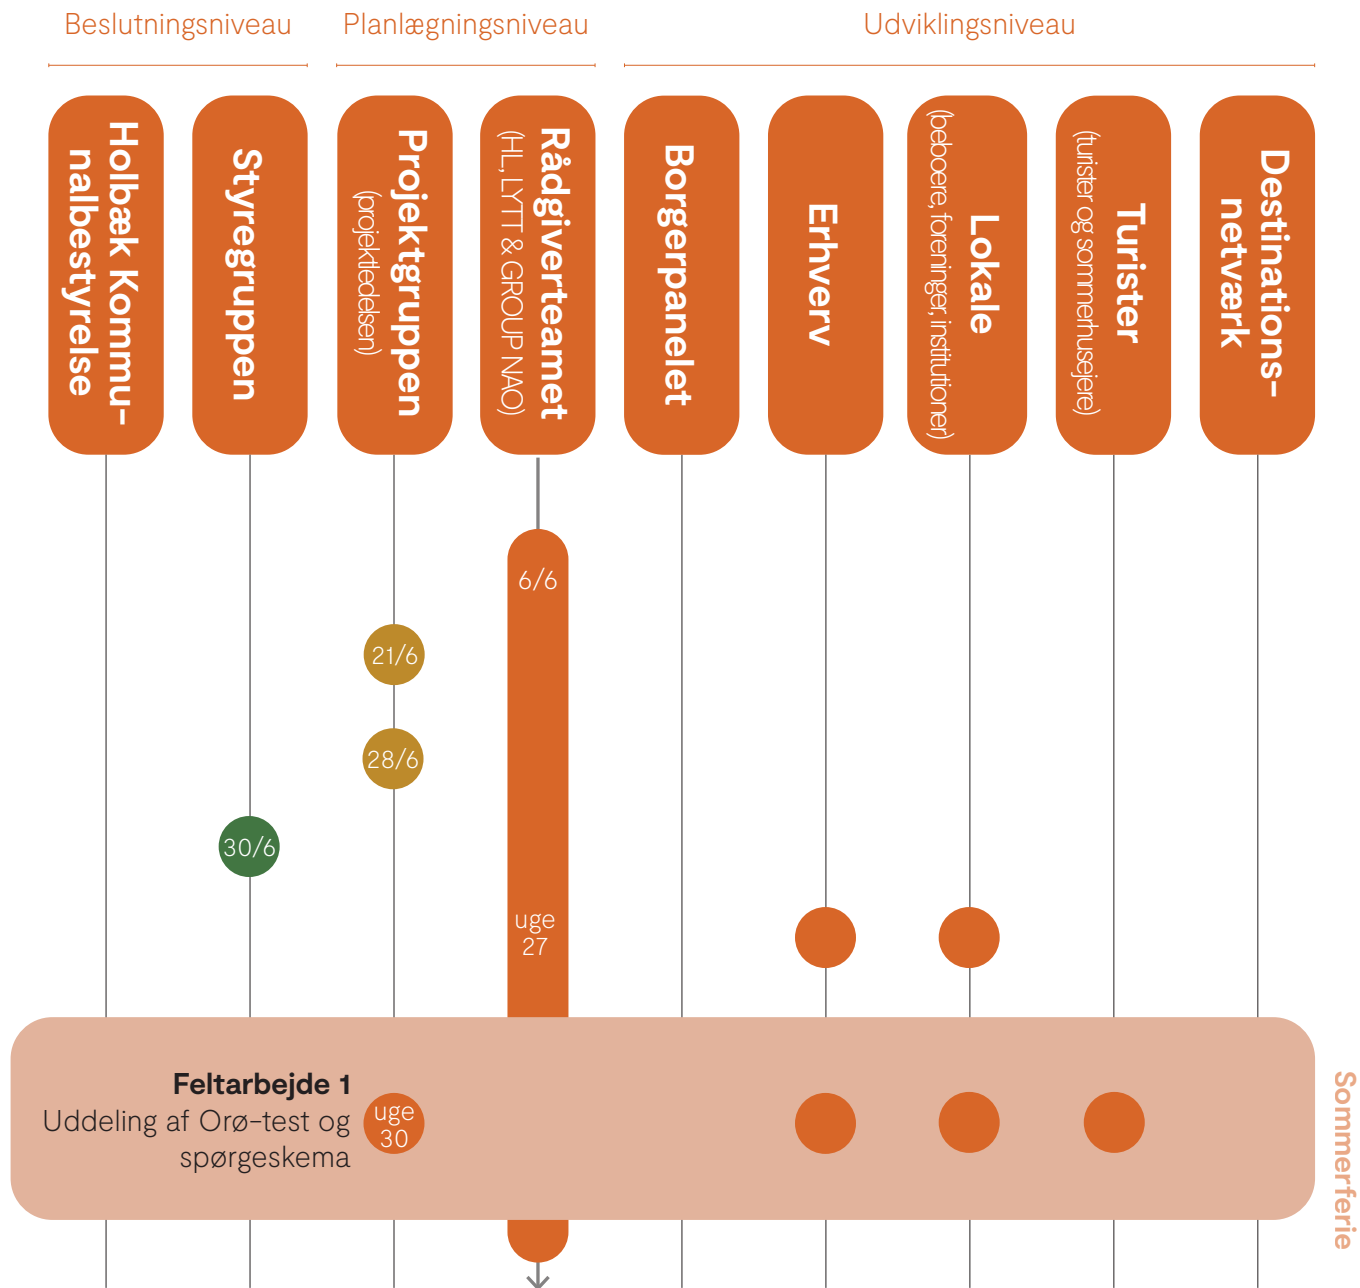 Beslutningsniveau
Planlægningsniveau
Udviklingsniveau
Holbæk Kommu-
nalbestyrelse
Styregruppen
Projektgruppen
(projektledelsen)
Rådgiverteamet
(HL, LYTT & GROUP NAO)
Borgerpanelet
Erhverv
Lokale
(beboere, foreninger, institutioner)
Turister
(turister og sommerhusejere)
Destinations-
netværk
6/6
21/6
28/6
30/6
uge
27
Feltarbejde 1
Uddeling af Orø-test og
spørgeskema
uge
30
Sommerferie